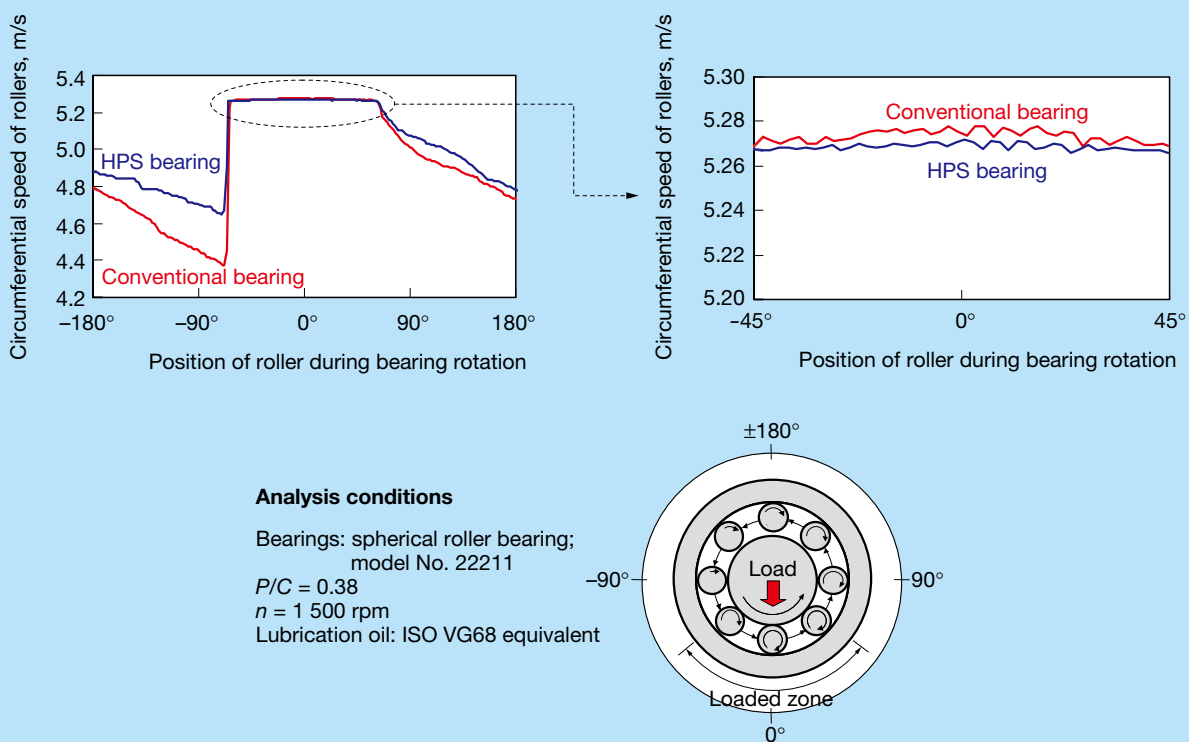 Circumferential speed of rollers, m/s
5.4
5.2
5.0
4.8
4.6
4.4
4.2
HPS bearing
Conventional bearing
–180°
–90°
0°
90°
180°
Position of roller during bearing rotation
Circumferential speed of rollers, m/s
5.30
5.28
5.26
5.24
5.22
5.20
Conventional bearing
HPS bearing
–45°
0°
45°
Position of roller during bearing rotation
Analysis conditions
Bearings: spherical roller bearing;
model No. 22211
P/C = 0.38
n = 1 500 rpm
Lubrication oil: ISO VG68 equivalent
±180°
–90°
Load
90°
Loaded zone
0°